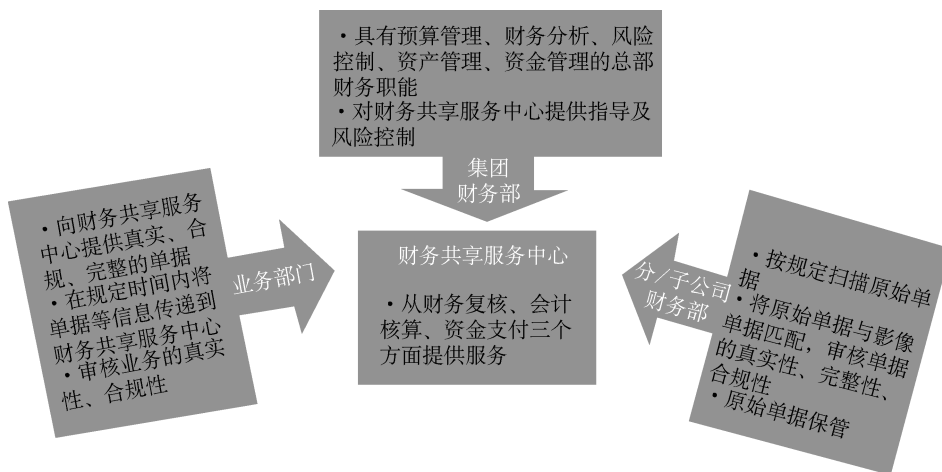 ·具有预算管理、财务分析、风险
控制、资产管理、资金管理的总部
财务职能
·对财务共享服务中心提供指导及
风险控制
集团
财务部
·向财务共享服务
中心提供真实、合
规、完整的单据
·在规定时间内将
单据等信息传递到
财务共享服务中心
·审核业务的真实
性、合规性
业务部门
财务共享服务中心
·从财务复核、会计
核算、资金支付三个
方面提供服务
分/子公司
财务部
·按规定扫描原始单
据
·将原始单据与影像
单据匹配，审核单据
的真实性、完整性、
合规性
·原始单据保管